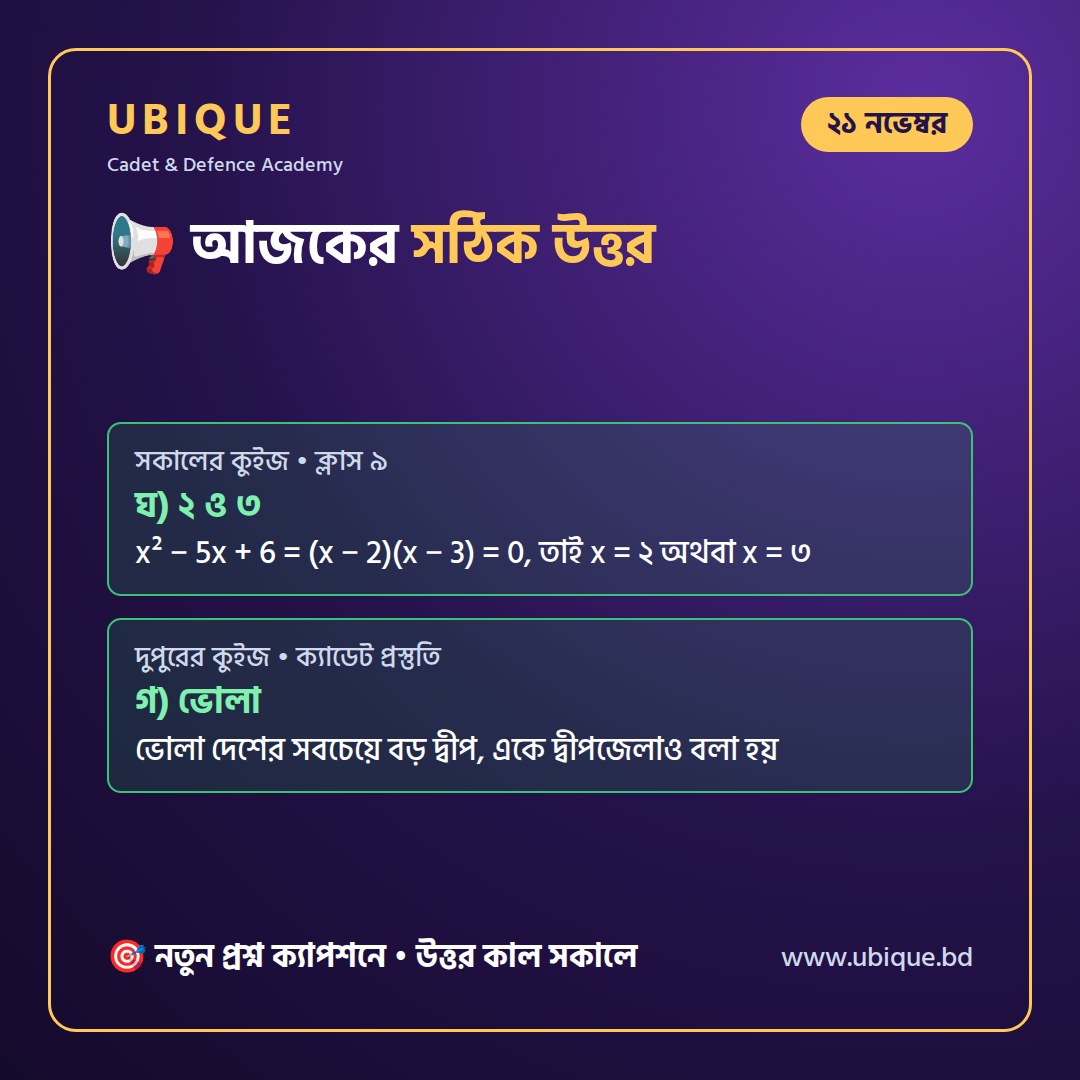 UBIQUE
Cadet & Defence Academy
২১ নভেম্বর
📢 আজকের সঠিক উত্তর
সকালের কুইজ • ক্লাস ৯
ঘ) ২ ও ৩
x² − 5x + 6 = (x − 2)(x − 3) = 0, তাই x = ২ অথবা x = ৩
দুপুরের কুইজ • ক্যাডেট প্রস্তুতি
গ) ভোলা
ভোলা দেশের সবচেয়ে বড় দ্বীপ, একে দ্বীপজেলাও বলা হয়
🎯 নতুন প্রশ্ন ক্যাপশনে • উত্তর কাল সকালে
www.ubique.bd